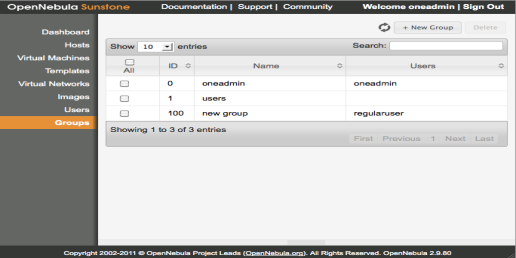 OpenNebula Sunstone
Documentation | Support | Community
Welcome oneadmin | Sign Out
Dashboard
Hosts
Virtual Machines
Templates
Virtual Networks
Images
Users
Groups
+ New Group
Delete
Show 10 entries
Search:
All ID Name Users
0 oneadmin oneadmin
1 users
100 new group regularuser
Showing 1 to 3 of 3 entries
First Previous 1 Next Last
Copyright 2002-2011 © OpenNebula Project Leads (OpenNebula.org). All Rights Reserved. OpenNebula 2.9.80